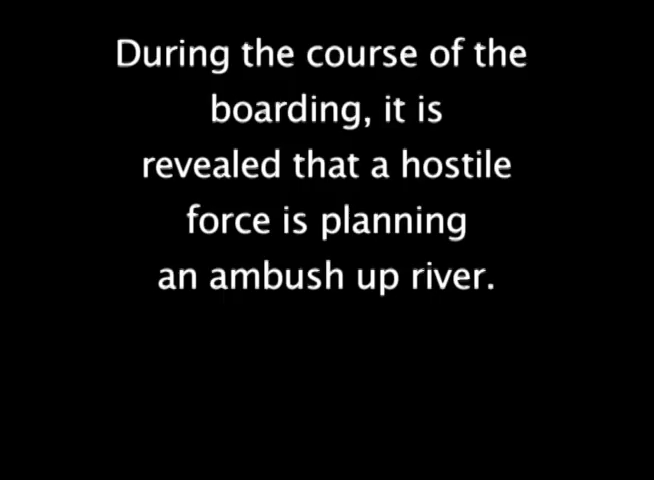 During the course of the
boarding, it is
revealed that a hostile
force is planning
an ambush up river.